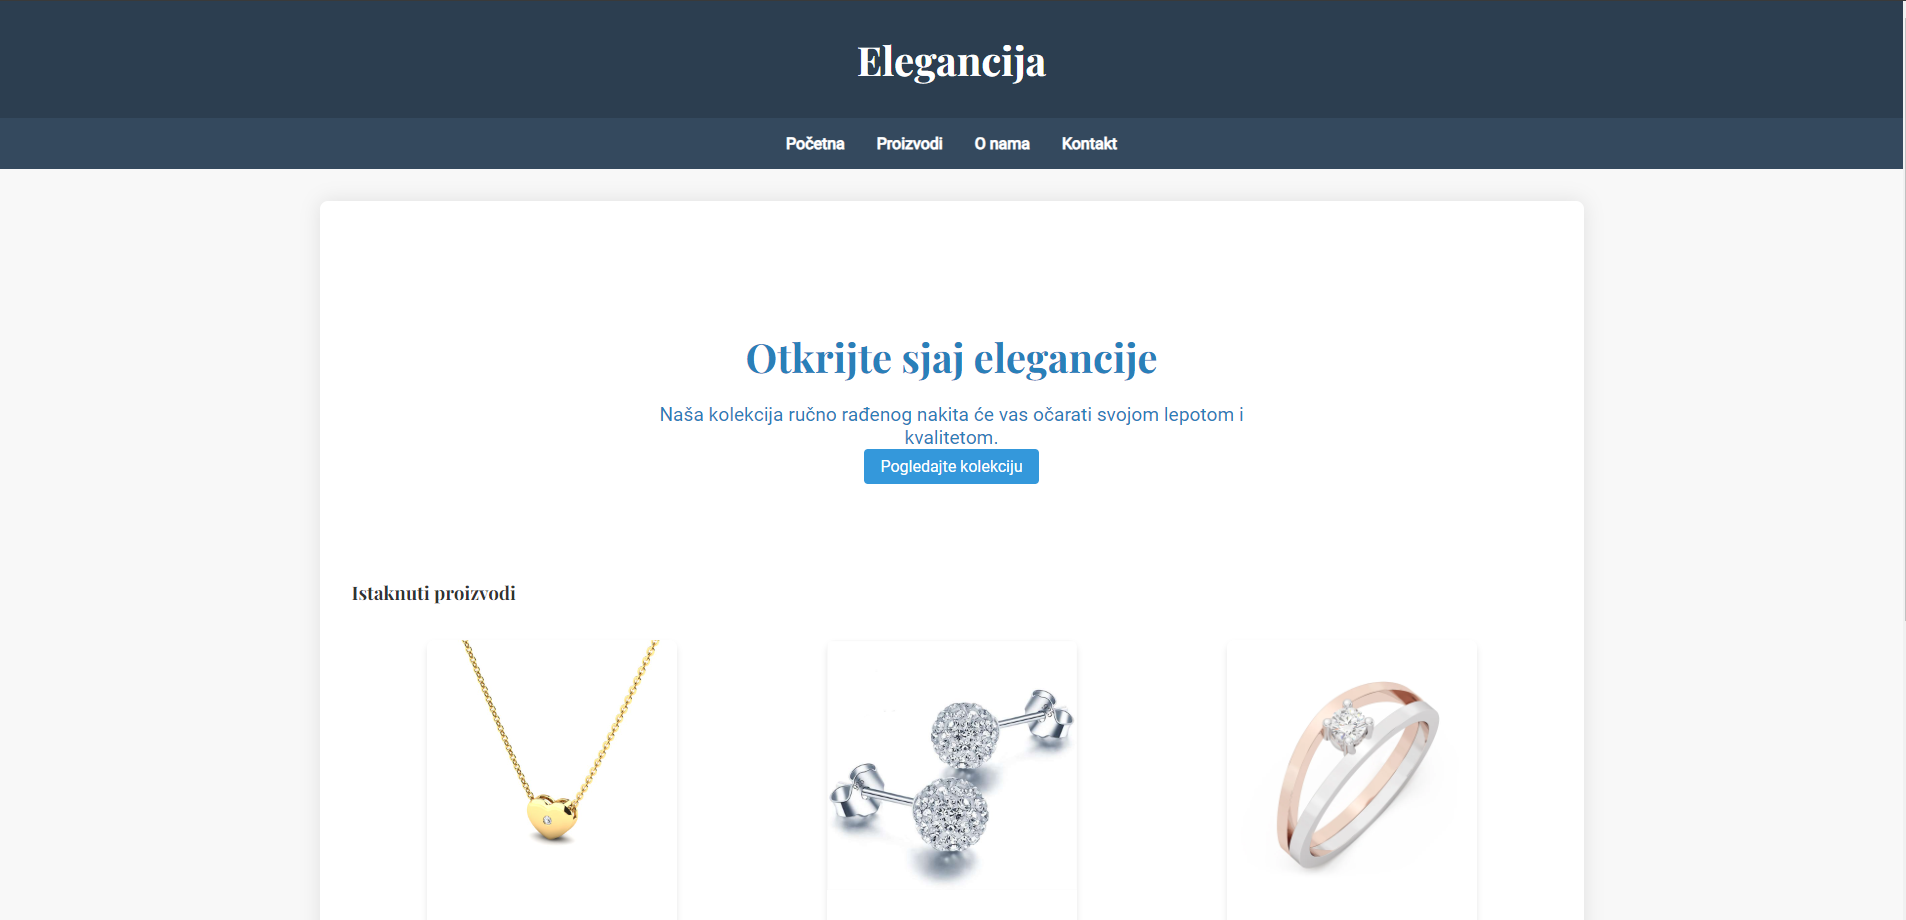 Elegancija
Početna Proizvodi O nama Kontakt
Otkrijte sjaj elegancije
Naša kolekcija ručno rađenog nakita će vas očarati svojom lepotom i
kvalitetom.
Pogledajte kolekciju
Istaknuti proizvodi